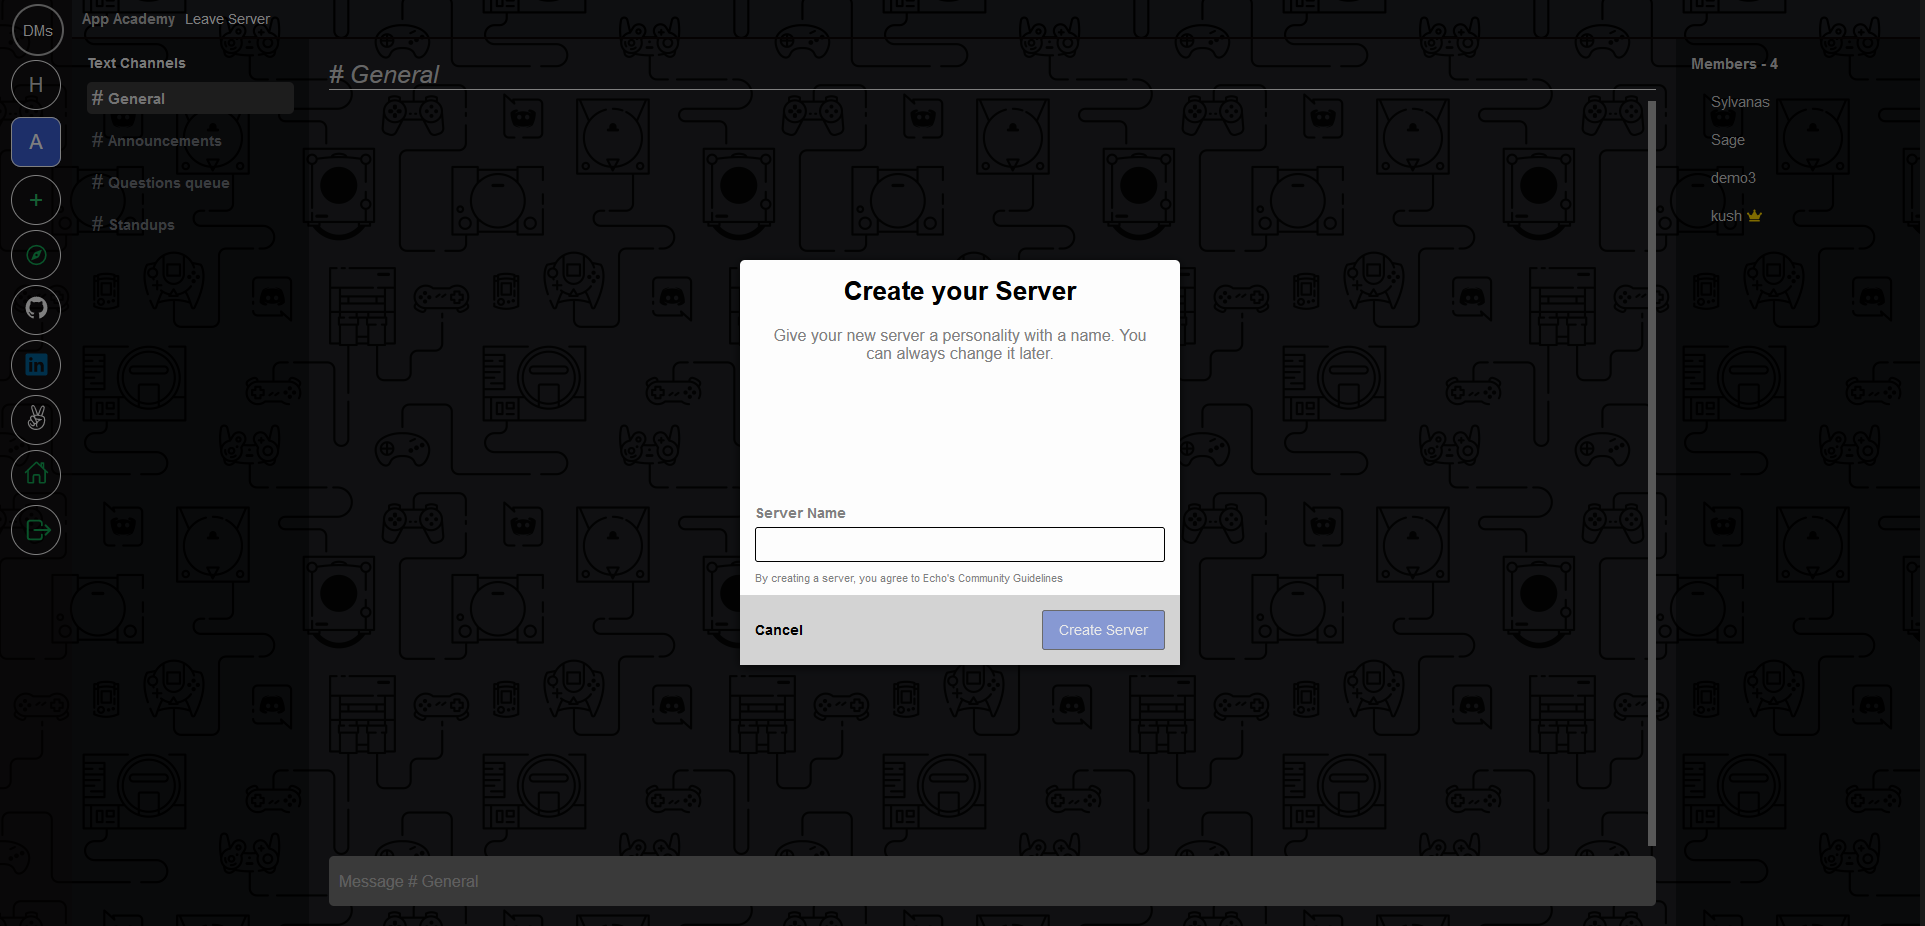 DMs
App Academy Leave Server
H
A
+
Text Channels
# General
# Announcements
# Questions queue
# Standups
# General
Message # General
Members - 4
Sylvanas
Sage
demo3
kush
in
Create your Server
Give your new server a personality with a name. You
can always change it later.
Server Name
By creating a server, you agree to Echo's Community Guidelines
Cancel
Create Server